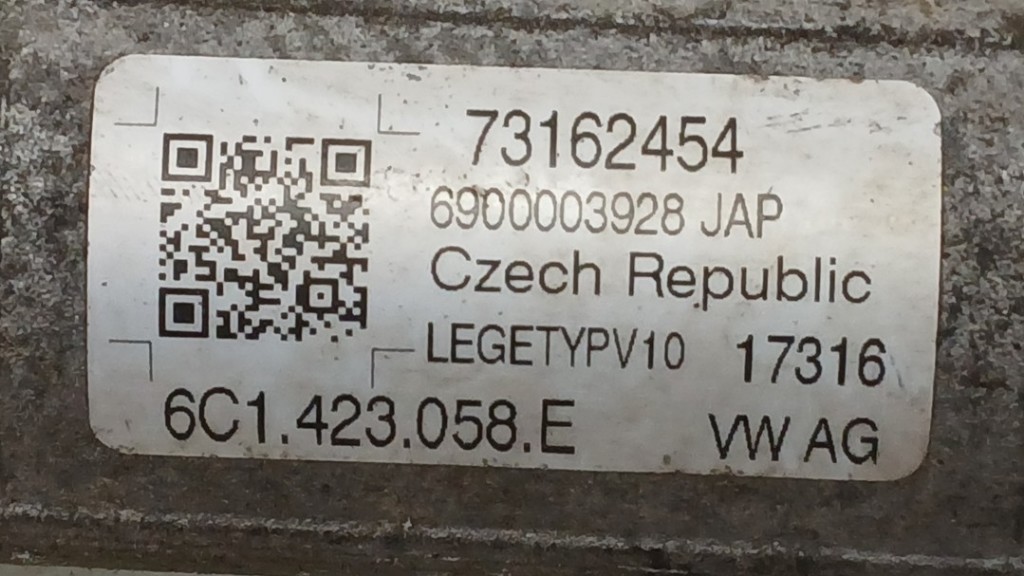 73162454
6900003928 JAP
Czech Republic
LEGETYPV10 17316
6C1.423.058.E VW AG